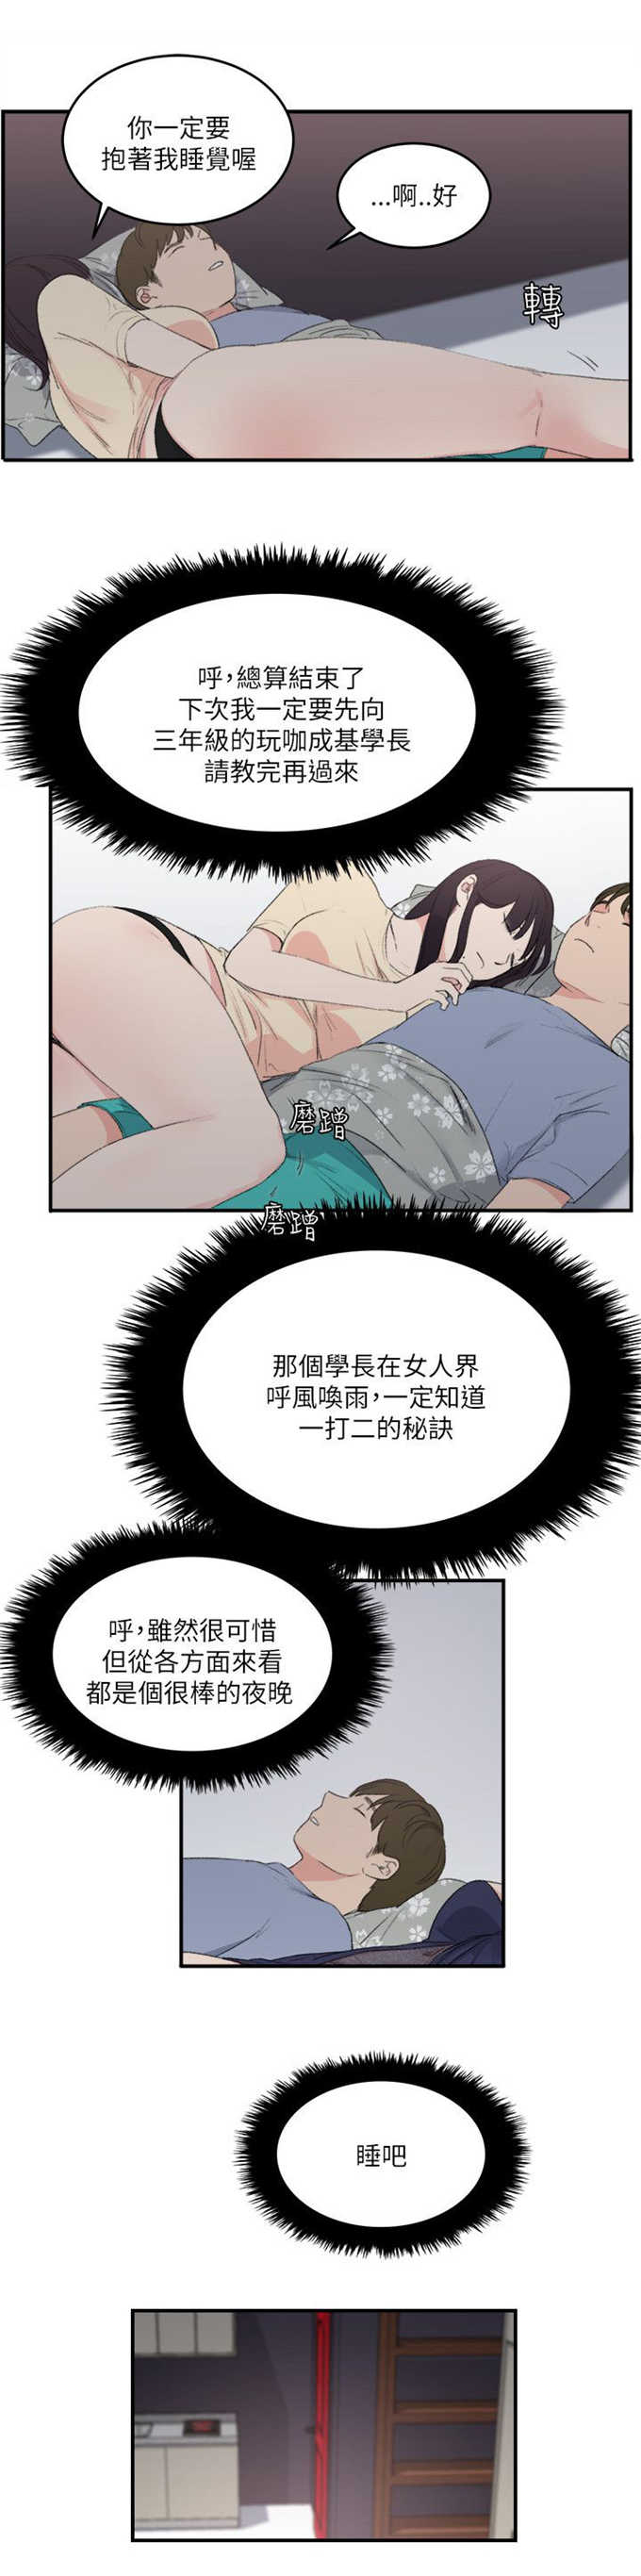 你一定要
抱著我睡覺喔
...啊..好
轉
呼,總算結束了
下次我一定要先向
三年級的玩咖成基學長
請教完再過來
磨蹭
磨蹭
那個學長在女人界
呼風喚雨,一定知道
一打二的秘訣
呼,雖然很可惜
但從各方面來看
都是個很棒的夜晚
睡吧